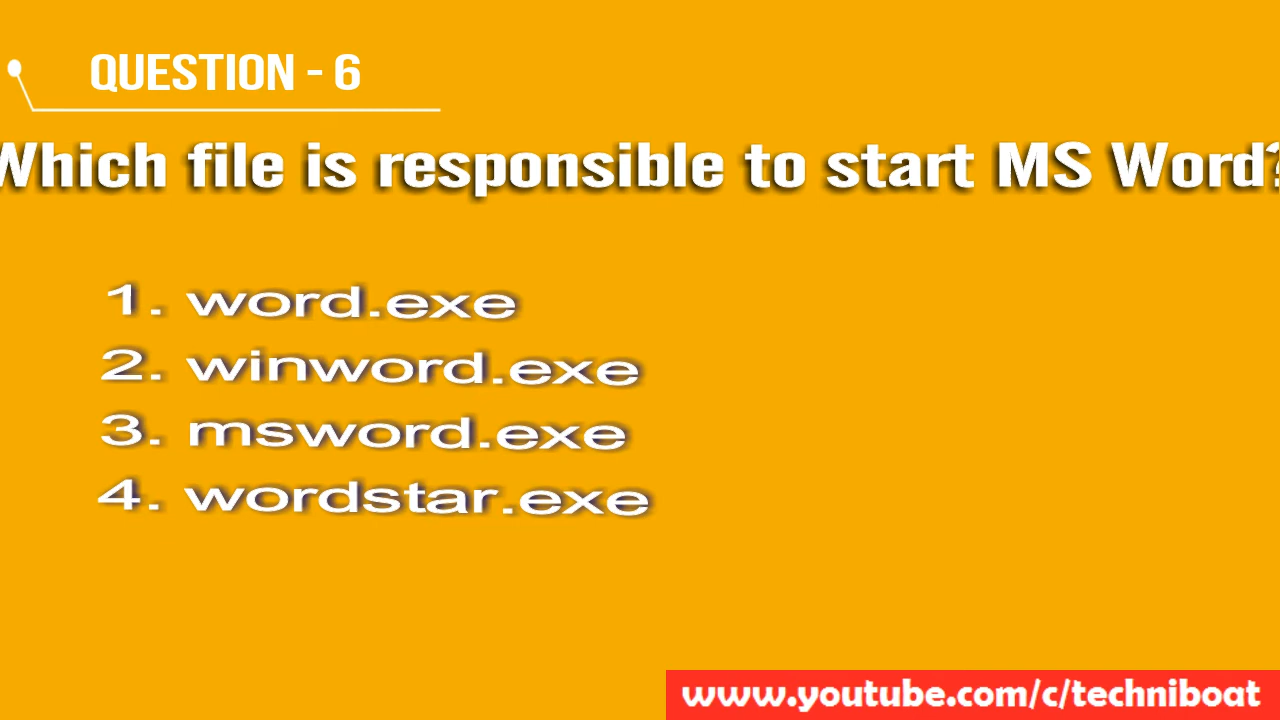 QUESTION - 6
Which file is responsible to start MS Word?
1. word.exe
2. winword.exe
3. msword.exe
4. wordstar.exe
www.youtube.com/c/techniboat